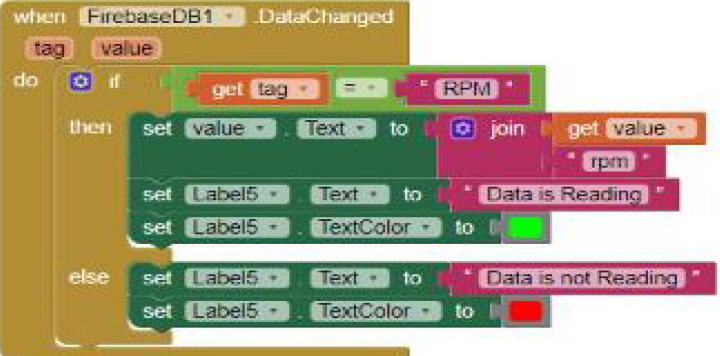 when FirebaseDB1 .DataChanged
tag value
do if get tag = " RPM "
then set value . Text to join get value
" rpm "
set Label5 . Text to " Data is Reading "
set Label5 . TextColor to
else set Label5 . Text to " Data is not Reading "
set Label5 . TextColor to